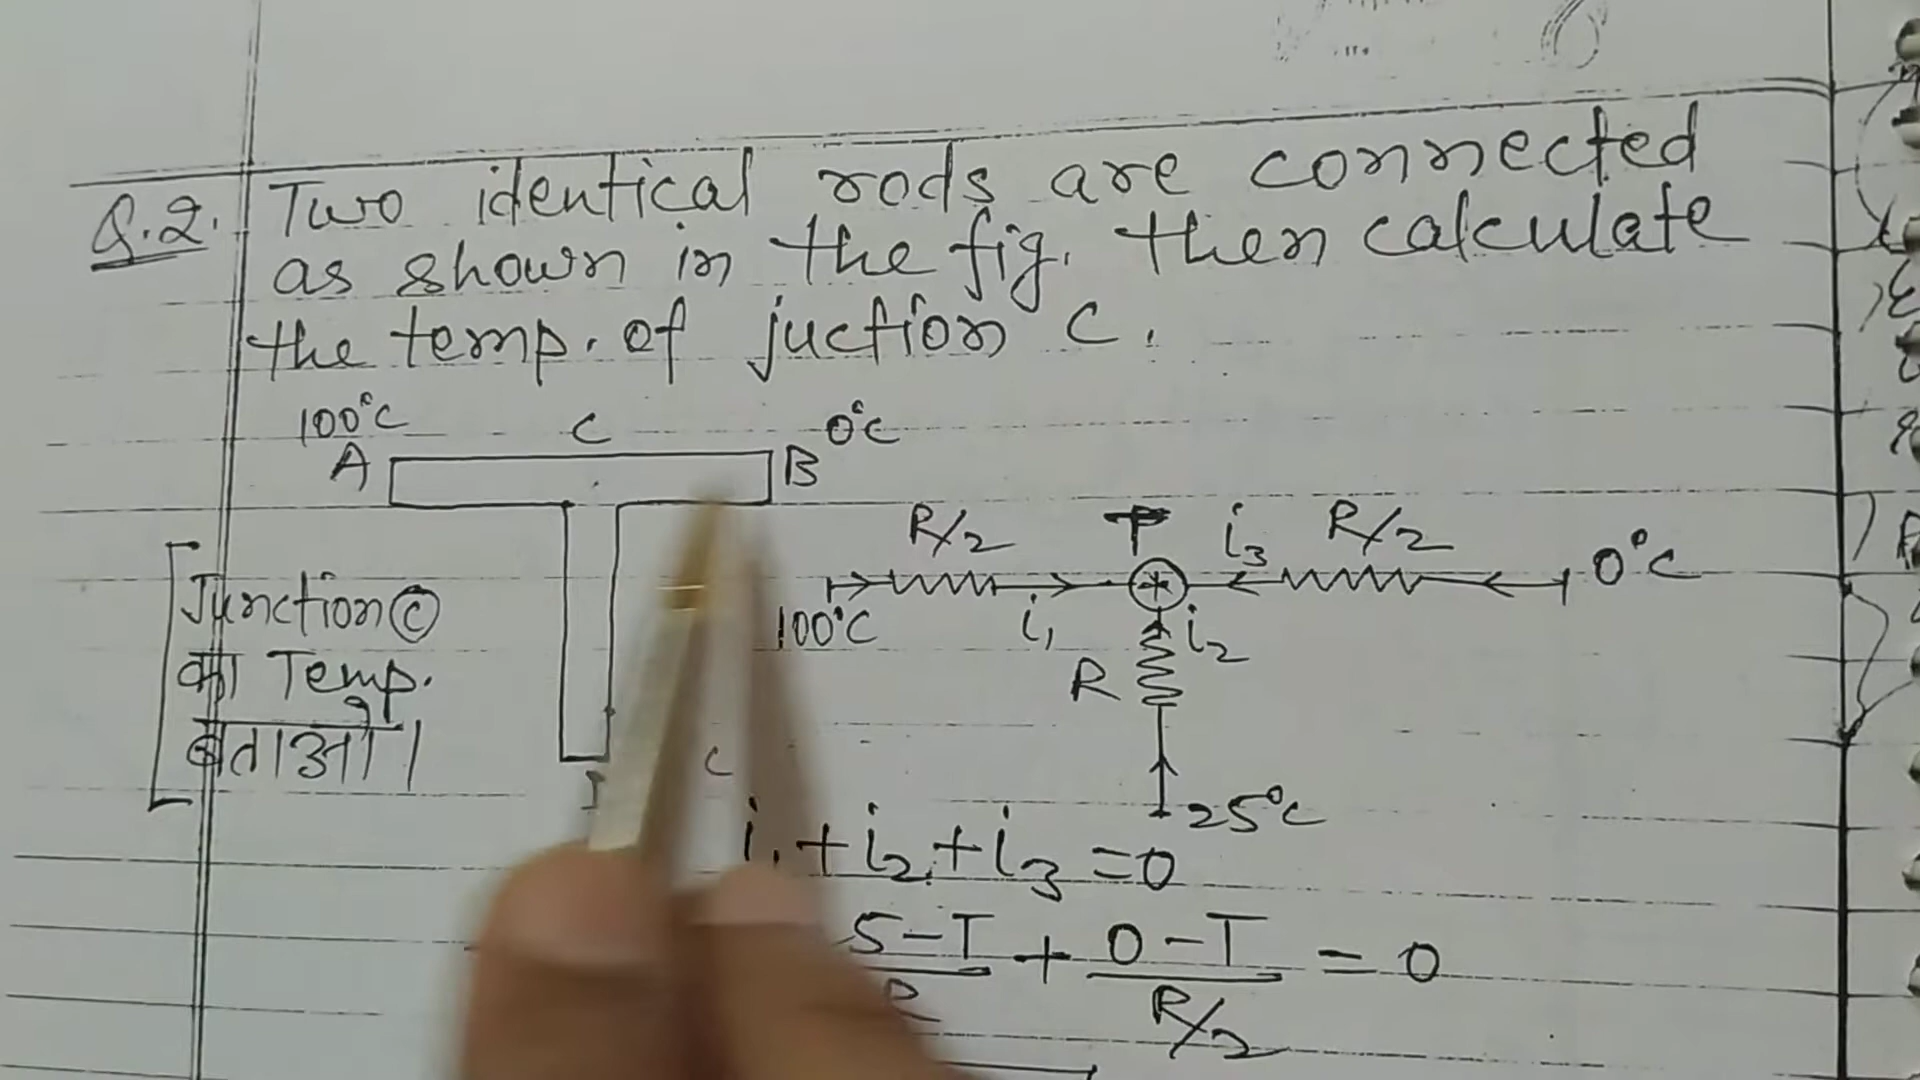 Q.2. Two identical rods are connected
as shown in the fig. then calculate
the temp. of juction C.
100°C C 0°C
A B
R/2 T i₃ R/2
100°C i₁ i₂ 0°C
R
25°C
Junction ©
का Temp.
बताओ।
i₁+i₂+i₃=0
5-T/R + 0-T/R/2 = 0